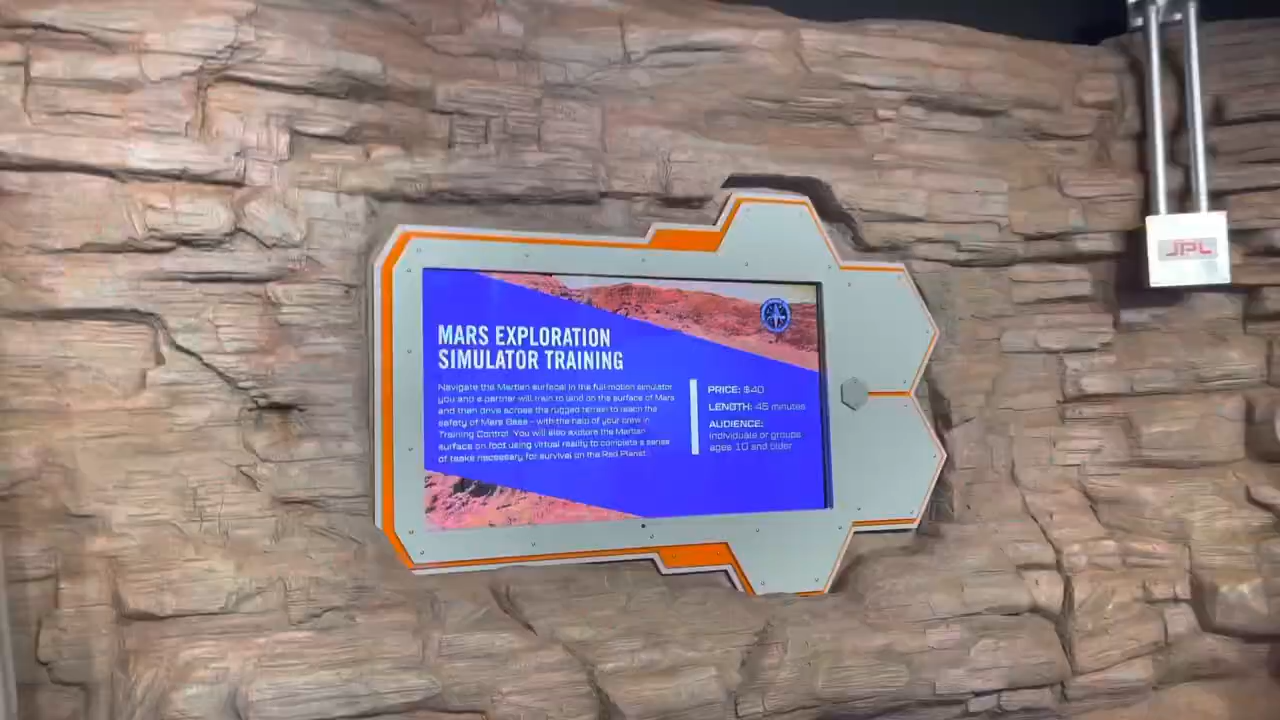 MARS EXPLORATION
SIMULATOR TRAINING
Navigate the Martian surface! In the full-motion simulator
you and a partner will train to land on the surface of Mars
and then drive across the rugged terrain to reach the
safety of Mars Base - with the help of your crew in
Training Control. You will also explore the Martian
surface on foot using virtual reality to complete a series
of tasks necessary for survival on the Red Planet.
PRICE: $40
LENGTH: 45 minutes
AUDIENCE:
Individuals or groups
ages 10 and older
JPL